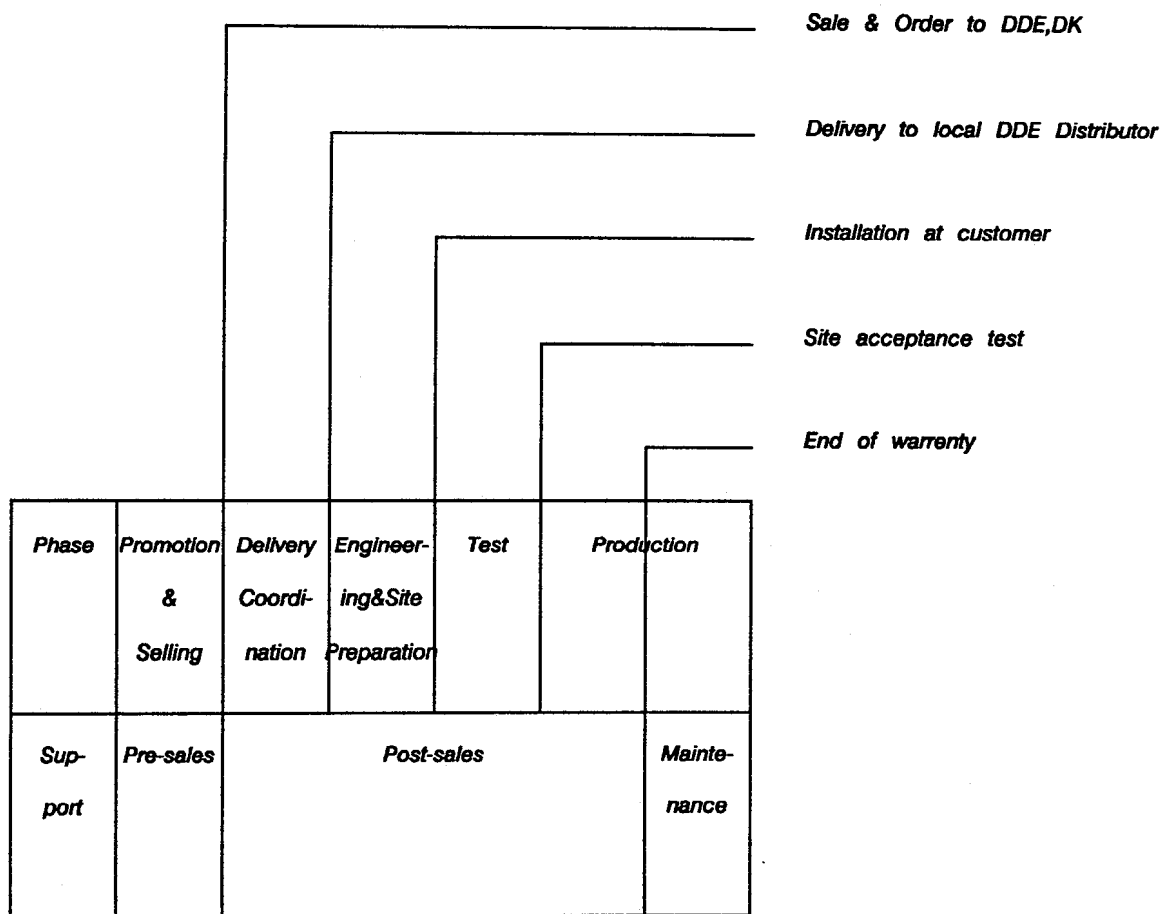 Sale & Order to DDE,DK
Delivery to local DDE Distributor
Installation at customer
Site acceptance test
End of warrenty
Phase Promotion Delivery Engineer- Test Production
& Coordi- ing&Site
Selling nation Preparation
Sup- Pre-sales Post-sales Mainte-
port nance